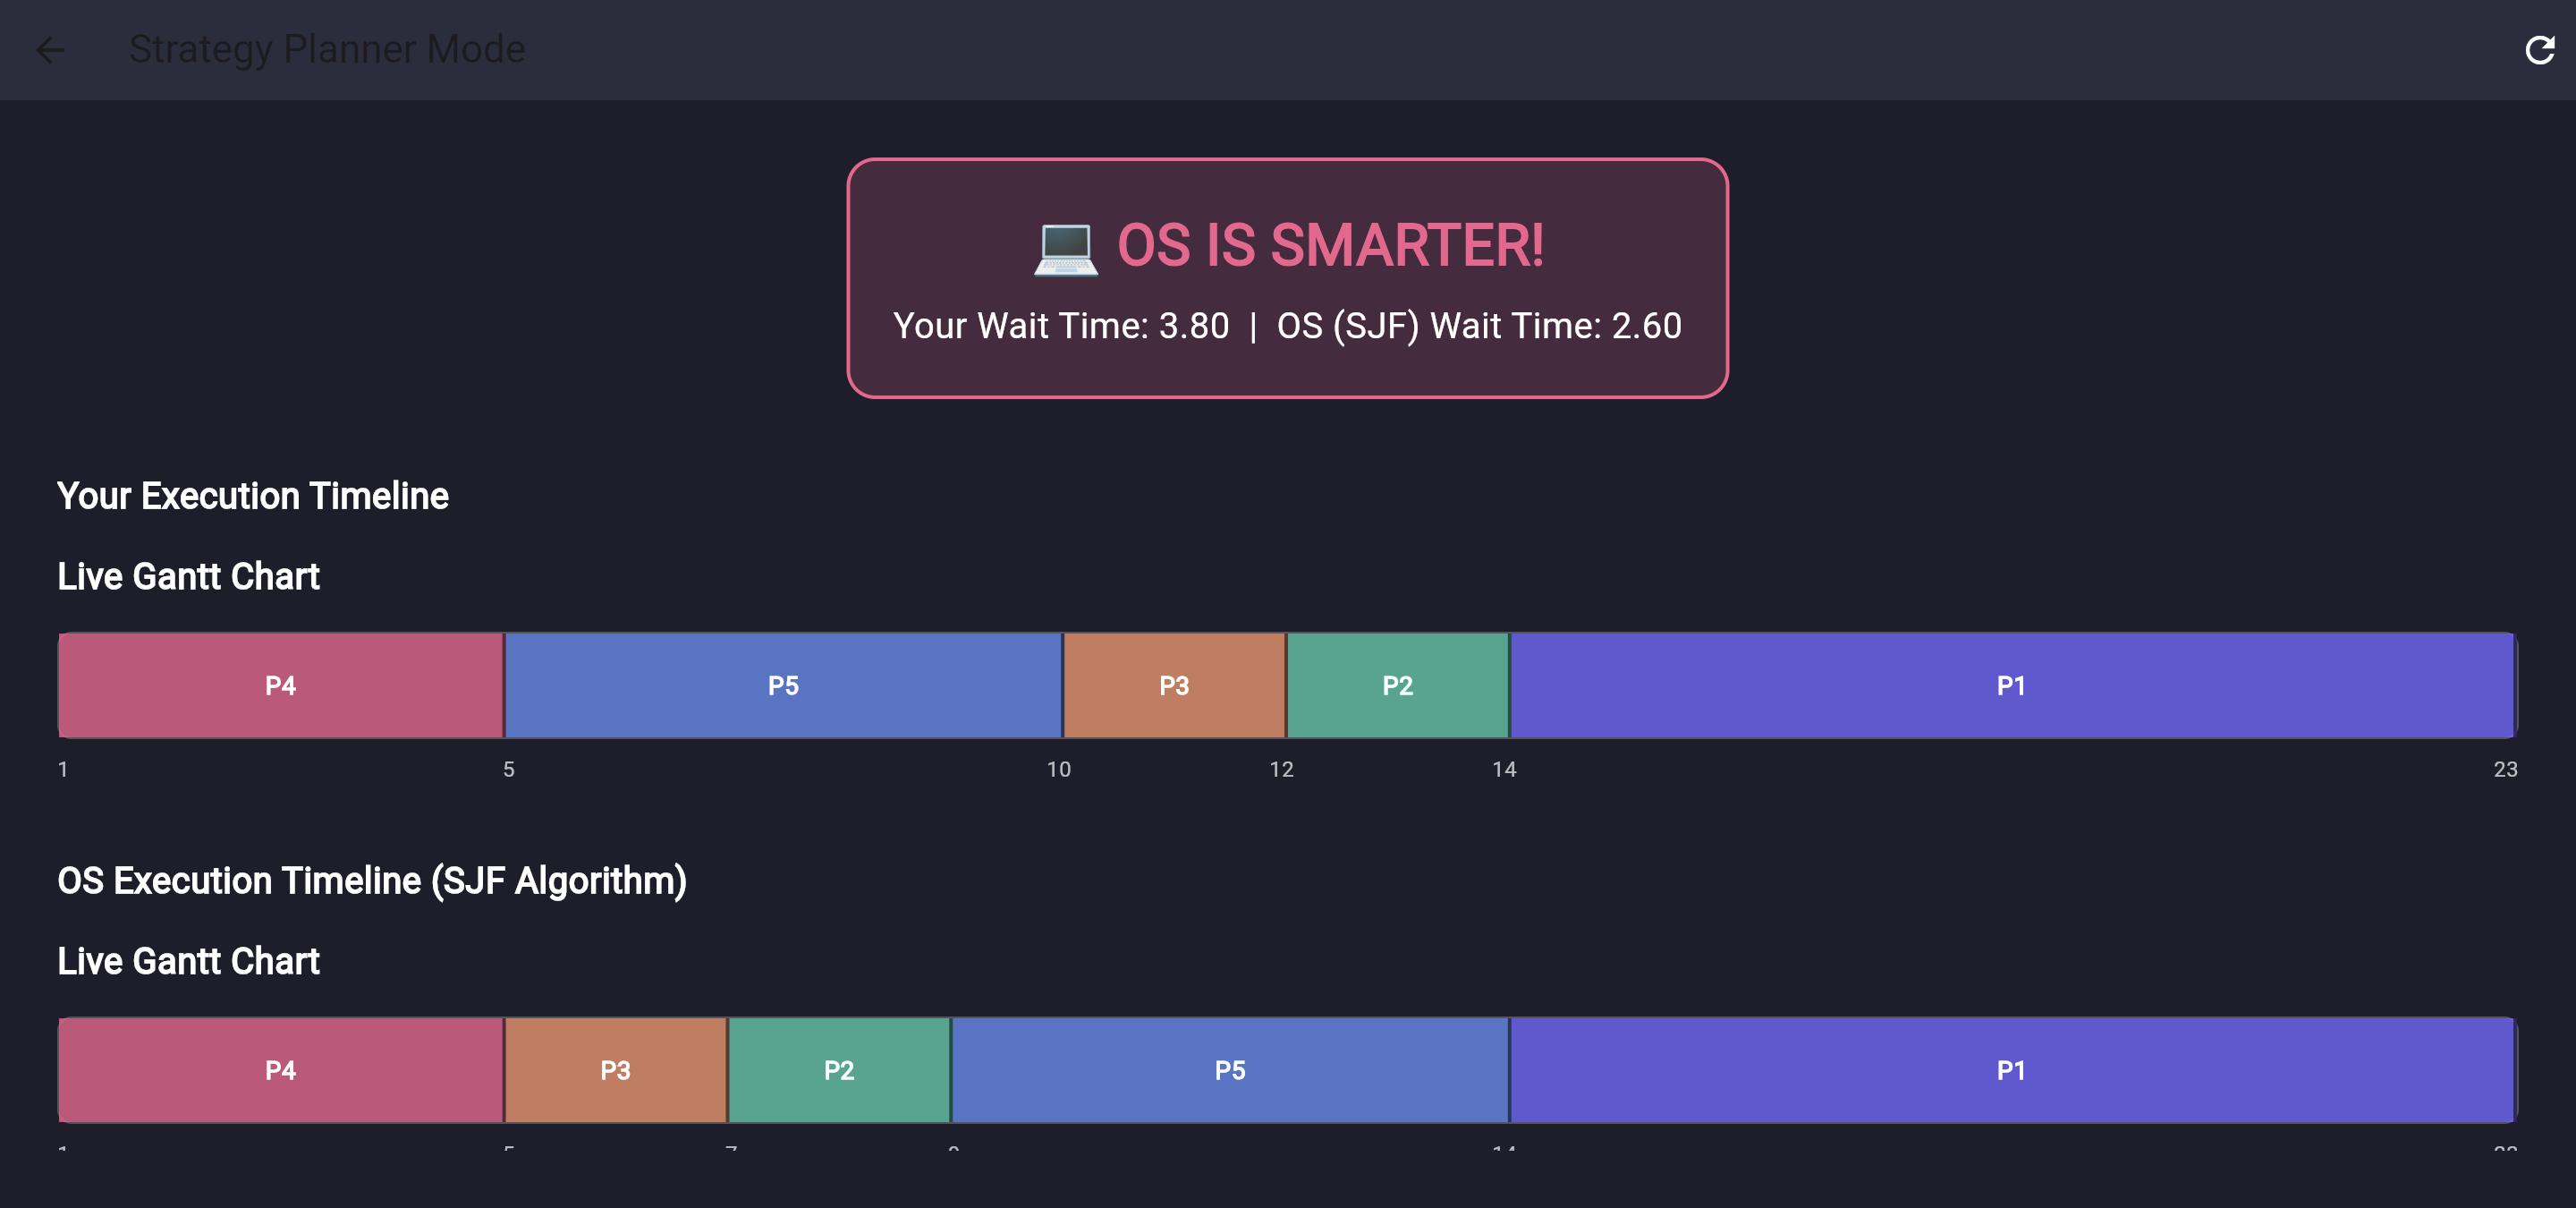 Strategy Planner Mode
💻 OS IS SMARTER!
Your Wait Time: 3.80 | OS (SJF) Wait Time: 2.60
Your Execution Timeline
Live Gantt Chart
P4 P5 P3 P2 P1
1 5 10 12 14 23
OS Execution Timeline (SJF Algorithm)
Live Gantt Chart
P4 P3 P2 P5 P1